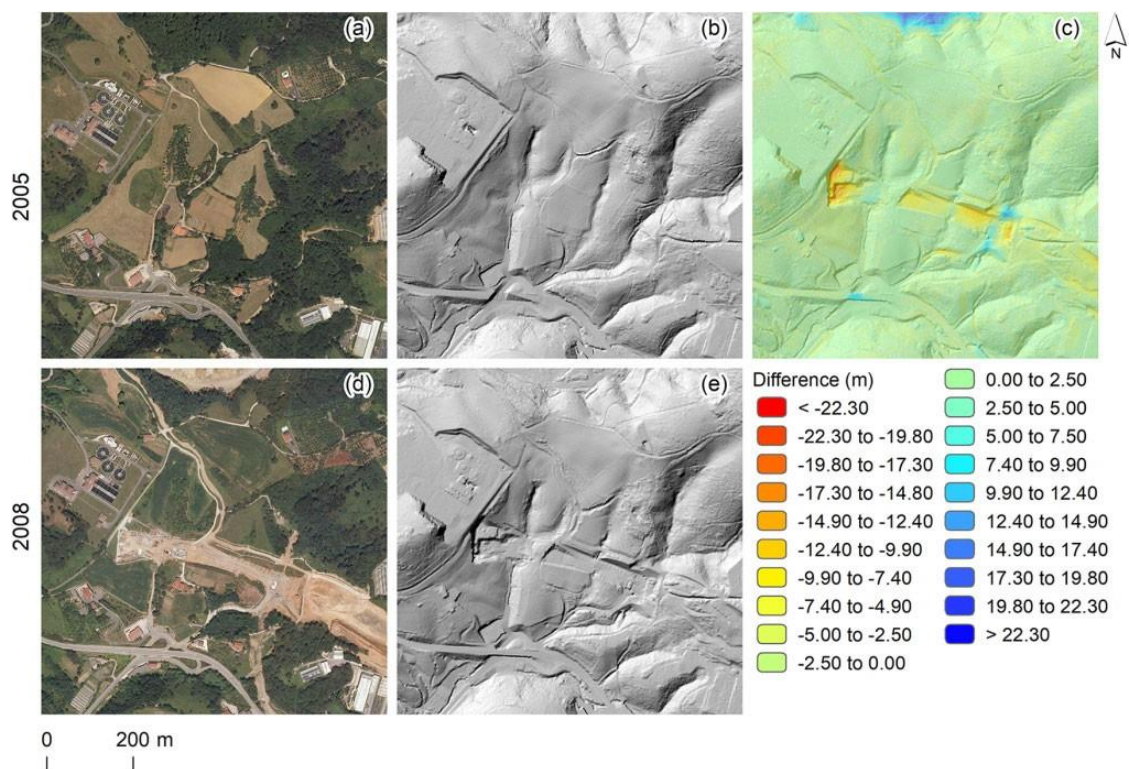 (a)
(b)
(c)
N
2005
(d)
(e)
2008
Difference (m)
< -22.30
-22.30 to -19.80
-19.80 to -17.30
-17.30 to -14.80
-14.90 to -12.40
-12.40 to -9.90
-9.90 to -7.40
-7.40 to -4.90
-5.00 to -2.50
-2.50 to 0.00
0.00 to 2.50
2.50 to 5.00
5.00 to 7.50
7.40 to 9.90
9.90 to 12.40
12.40 to 14.90
14.90 to 17.40
17.30 to 19.80
19.80 to 22.30
> 22.30
0 200 m